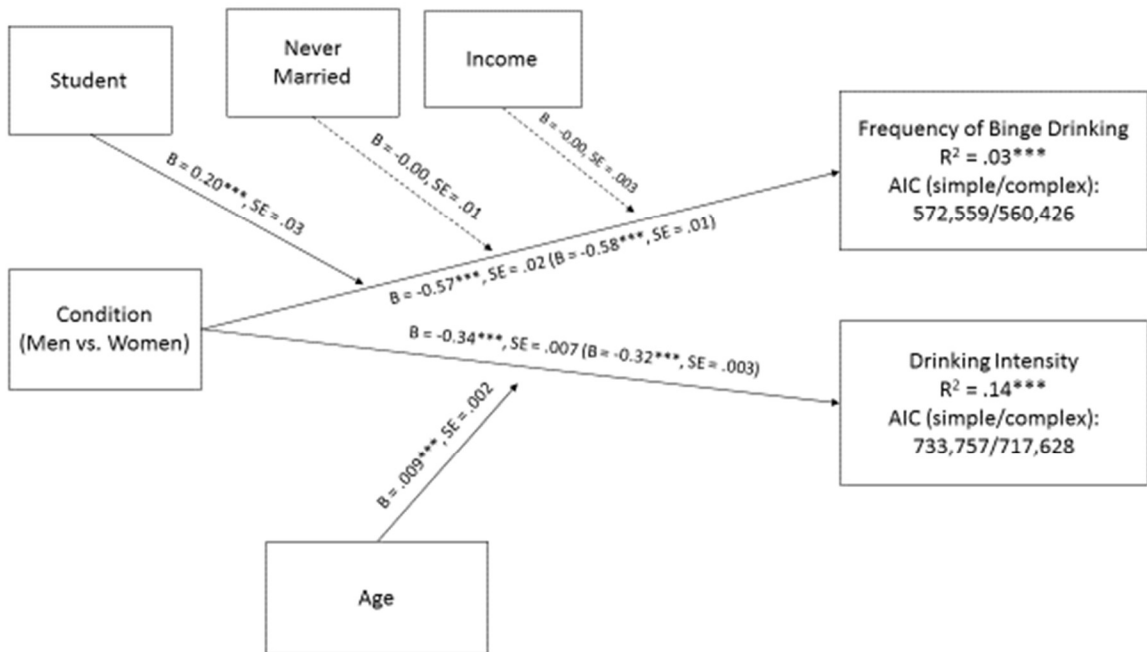 Student
Never
Married
Income
B = 0.20***, SE = .03
B = -0.00, SE = .01
B = -0.00, SE = .003
Frequency of Binge Drinking
R² = .03***
AIC (simple/complex):
572,559/560,426
B = -0.57***, SE = .02 (B = -0.58***, SE = .01)
Condition
(Men vs. Women)
B = -0.34***, SE = .007 (B = -0.32***, SE = .003)
Drinking Intensity
R² = .14***
AIC (simple/complex):
733,757/717,628
B = .009***, SE = .002
Age